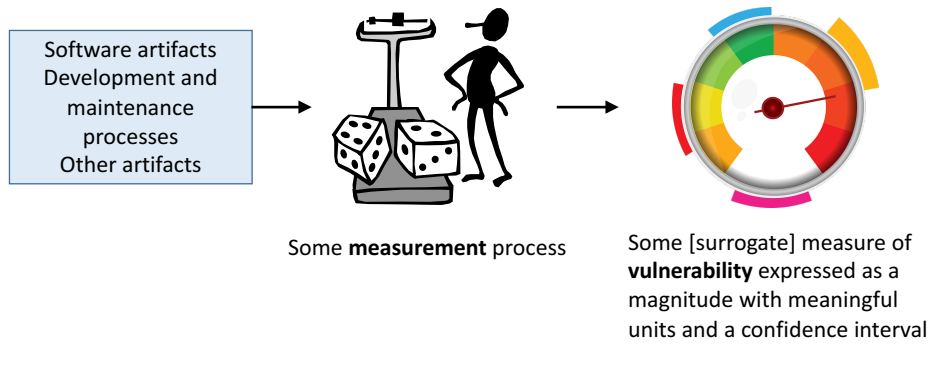 Software artifacts
Development and
maintenance
processes
Other artifacts
Some measurement process
Some [surrogate] measure of
vulnerability expressed as a
magnitude with meaningful
units and a confidence interval